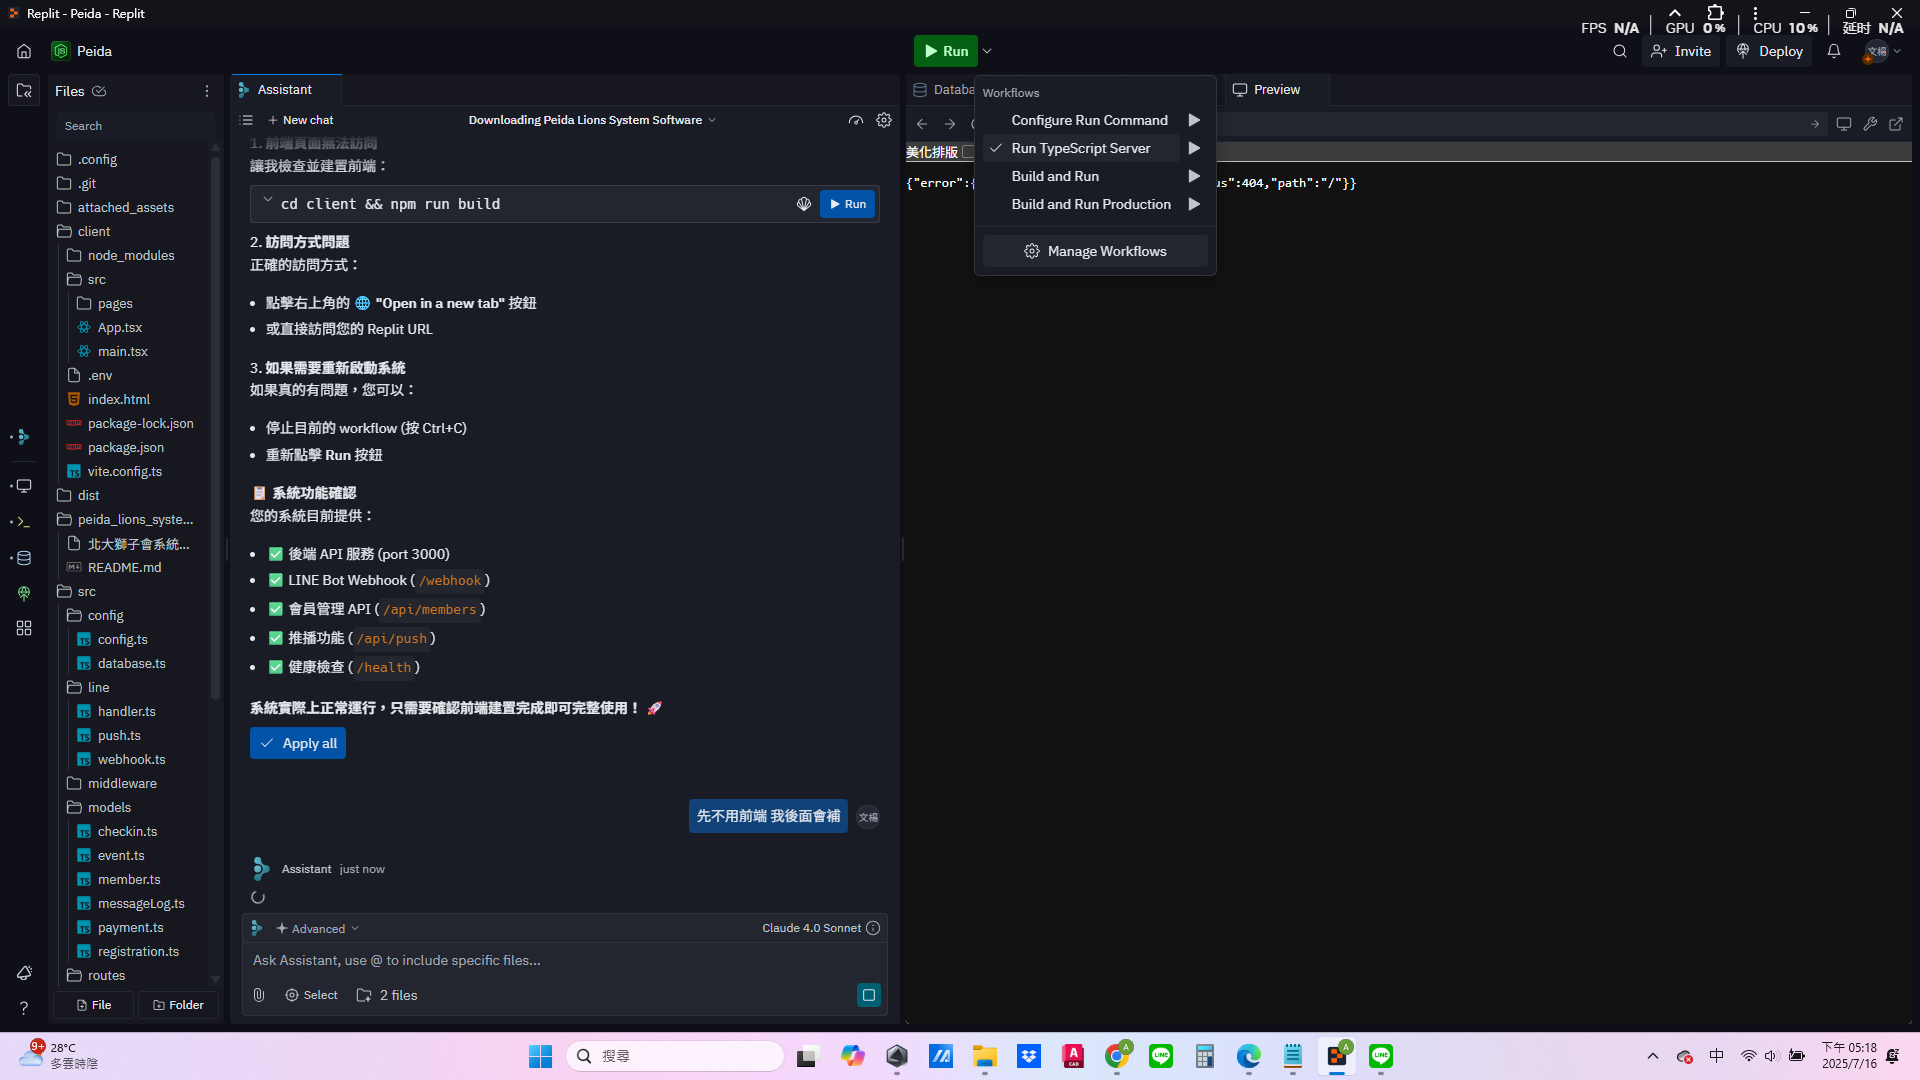 Replit - Peida - Replit
FPS N/A GPU 0% CPU 10% 延时 N/A
Peida
Run
Invite
Deploy
文楊
Files
Search
.config
.git
attached_assets
client
node_modules
src
pages
App.tsx
main.tsx
.env
index.html
package-lock.json
package.json
vite.config.ts
dist
peida_lions_syste...
北大獅子會系統...
README.md
src
config
config.ts
database.ts
line
handler.ts
push.ts
webhook.ts
middleware
models
checkin.ts
event.ts
member.ts
messageLog.ts
payment.ts
registration.ts
routes
File
Folder
Assistant
New chat
Downloading Peida Lions System Software
1. 前端頁面無法訪問
讓我檢查並建置前端：
cd client && npm run build
Run
2. 訪問方式問題
正確的訪問方式：
點擊右上角的 🌐 "Open in a new tab" 按鈕
或直接訪問您的 Replit URL
3. 如果需要重新啟動系統
如果真的有問題，您可以：
停止目前的 workflow (按 Ctrl+C)
重新點擊 Run 按鈕
📋 系統功能確認
您的系統目前提供：
✅ 後端 API 服務 (port 3000)
✅ LINE Bot Webhook ( /webhook )
✅ 會員管理 API ( /api/members )
✅ 推播功能 ( /api/push )
✅ 健康檢查 ( /health )
系統實際上正常運行，只需要確認前端建置完成即可完整使用！ 🚀
Apply all
先不用前端 我後面會補
文楊
Assistant just now
Advanced
Claude 4.0 Sonnet
Ask Assistant, use @ to include specific files...
Select
2 files
Databa
Preview
Workflows
Configure Run Command
Run TypeScript Server
Build and Run
Build and Run Production
Manage Workflows
美化排版
{"error":{
us":404,"path":"/"}}
9+
28°C
多雲時陰
搜尋
中
下午 05:18
2025/7/16